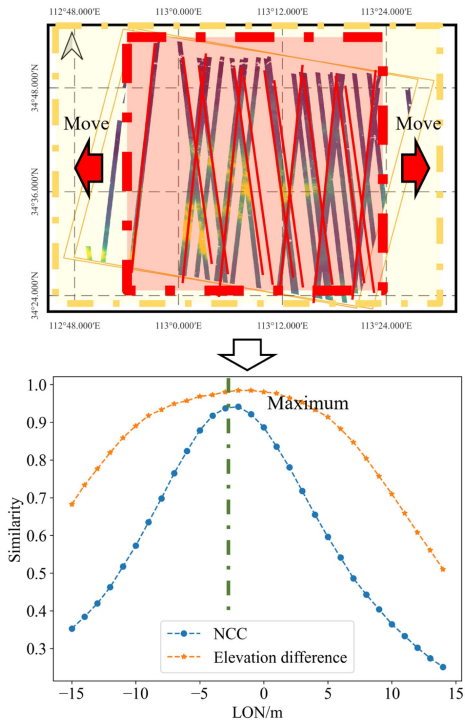 112°48.000'E 113°0.000'E 113°12.000'E 113°24.000'E
34°48.000'N
Move Move
34°36.000'N
34°24.000'N
112°48.000'E 113°0.000'E 113°12.000'E 113°24.000'E
1.0
Maximum
0.9
0.8
0.7
Similarity
0.6
0.5
0.4
NCC
0.3
Elevation difference
−15 −10 −5 0 5 10 15
LON/m